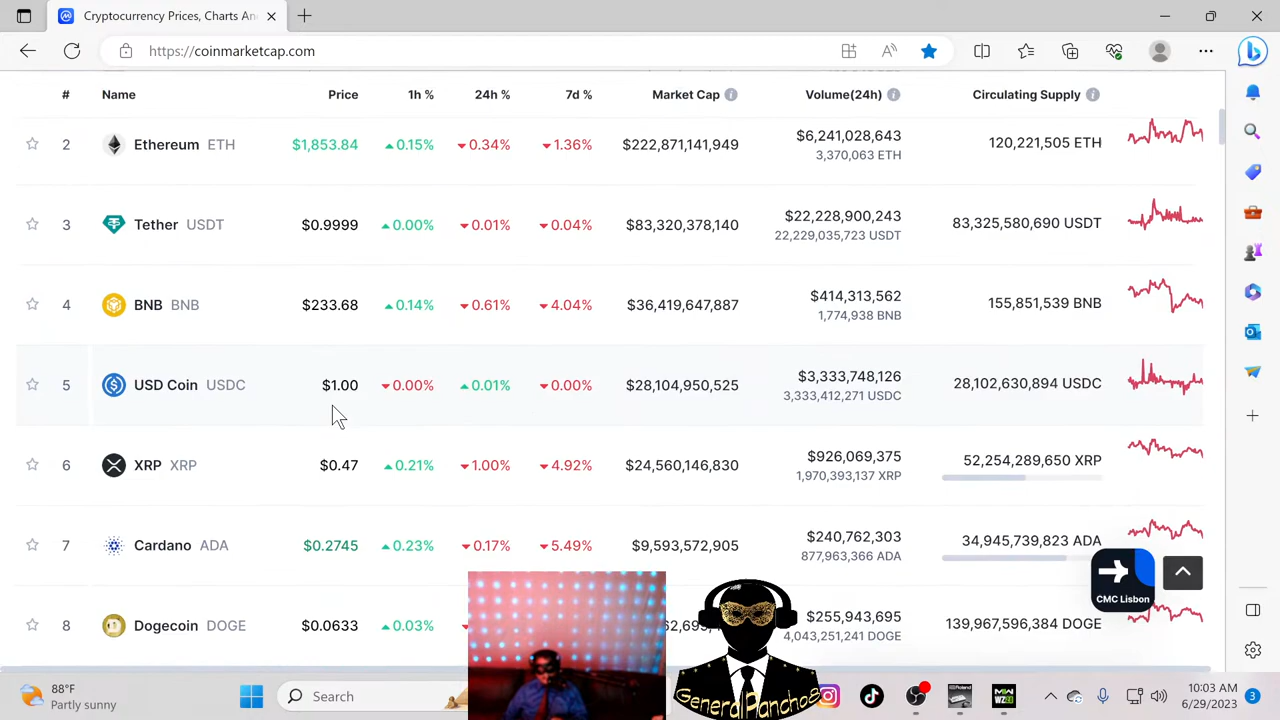 Cryptocurrency Prices, Charts An
https://coinmarketcap.com
# Name Price 1h % 24h % 7d % Market Cap Volume(24h) Circulating Supply
2 Ethereum ETH $1,853.84 0.15% 0.34% 1.36% $222,871,141,949 $6,241,028,643 120,221,505 ETH
3,370,063 ETH
3 Tether USDT $0.9999 0.00% 0.01% 0.04% $83,320,378,140 $22,228,900,243 83,325,580,690 USDT
22,229,035,723 USDT
4 BNB BNB $233.68 0.14% 0.61% 4.04% $36,419,647,887 $414,313,562 155,851,539 BNB
1,774,938 BNB
5 USD Coin USDC $1.00 0.00% 0.01% 0.00% $28,104,950,525 $3,333,748,126 28,102,630,894 USDC
3,333,412,271 USDC
6 XRP XRP $0.47 0.21% 1.00% 4.92% $24,560,146,830 $926,069,375 52,254,289,650 XRP
1,970,393,137 XRP
7 Cardano ADA $0.2745 0.23% 0.17% 5.49% $9,593,572,905 $240,762,303 34,945,739,823 ADA
877,963,366 ADA
CMC Lisbon
8 Dogecoin DOGE $0.0633 0.03% $255,943,695 139,967,596,384 DOGE
4,043,251,241 DOGE
GeneralPancho8
88°F
Partly sunny
Search
10:03 AM
6/29/2023
3